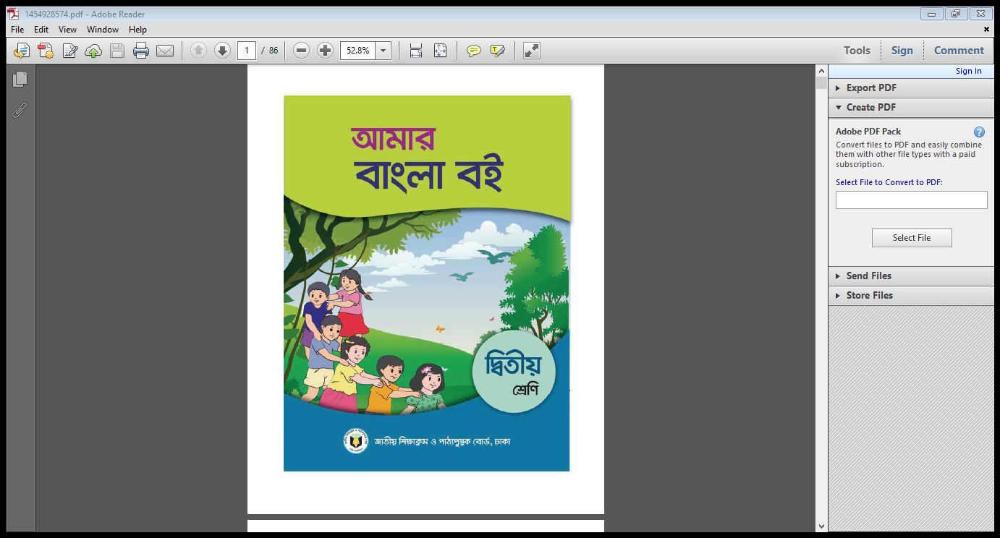 1454928574.pdf - Adobe Reader
File Edit View Window Help
1 / 86 52.8% Tools Sign Comment
Sign In
Export PDF
Create PDF
Adobe PDF Pack
Convert files to PDF and easily combine
them with other file types with a paid
subscription.
Select File to Convert to PDF:
Select File
Send Files
Store Files
আমার
বাংলা বই
দ্বিতীয়
শ্রেণি
জাতীয় শিক্ষাক্রম ও পাঠ্যপুস্তক বোর্ড, ঢাকা